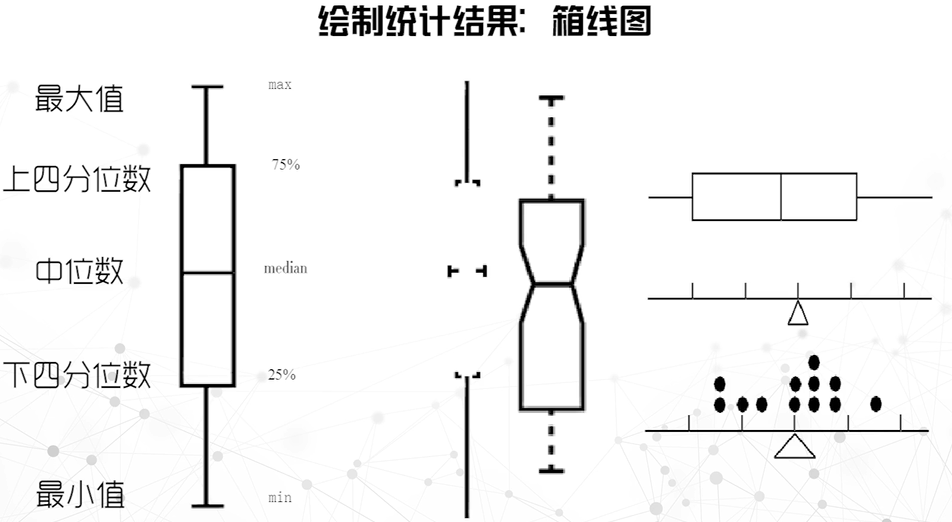 绘制统计结果：箱线图
最大值
max
上四分位数
75%
中位数
median
下四分位数
25%
最小值
min